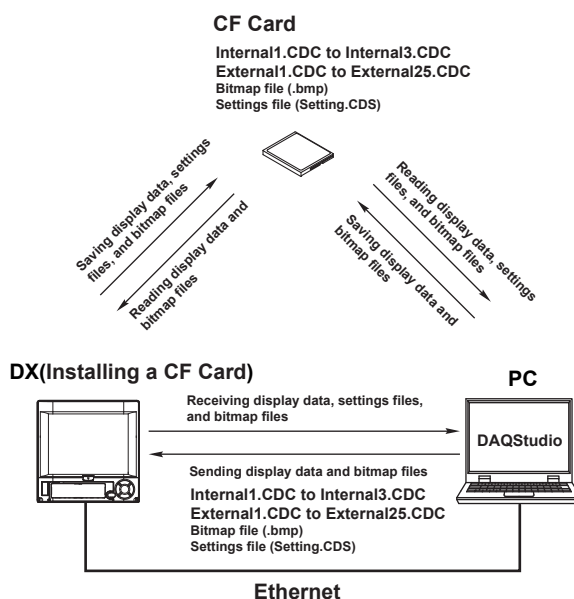 CF Card
Internal1.CDC to Internal3.CDC
External1.CDC to External25.CDC
Bitmap file (.bmp)
Settings file (Setting.CDS)
Saving display data, settings
files, and bitmap files
Reading display data and
bitmap files
Reading display data, settings
files, and bitmap files
Saving display data and
bitmap files
DX(Installing a CF Card)
PC
Receiving display data, settings files,
and bitmap files
DAQStudio
Sending display data and bitmap files
Internal1.CDC to Internal3.CDC
External1.CDC to External25.CDC
Bitmap file (.bmp)
Settings file (Setting.CDS)
Ethernet